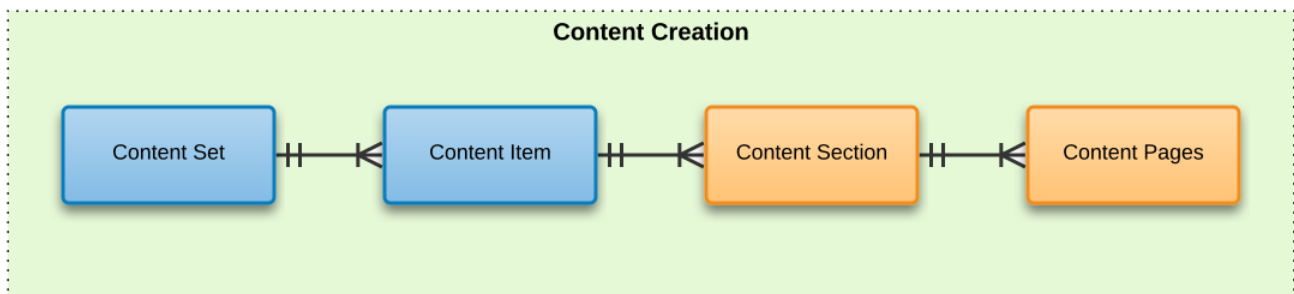 Content Creation
Content Set
Content Item
Content Section
Content Pages